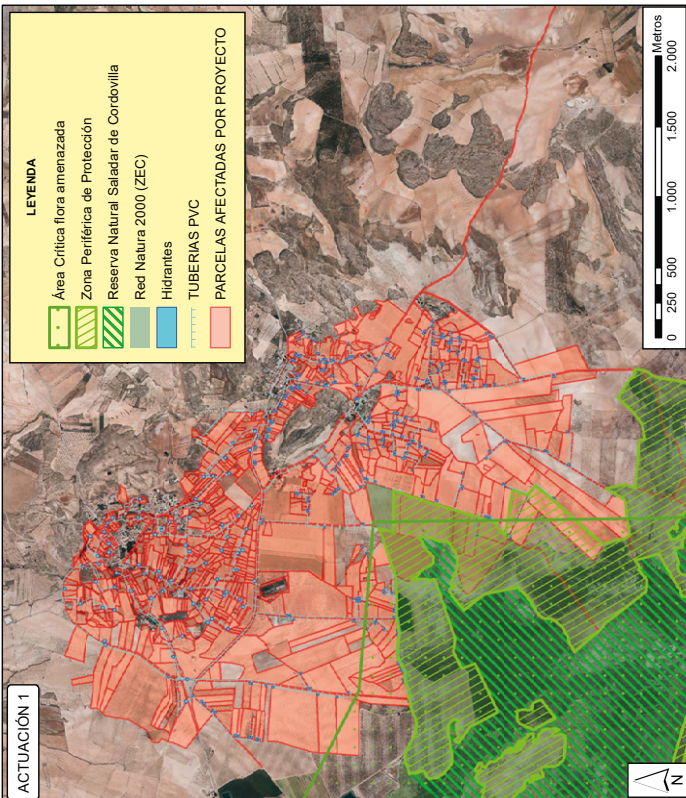 ACTUACIÓN 1
LEYENDA
Área Crítica flora amenazada
Zona Periférica de Protección
Reserva Natural Saladar de Cordovilla
Red Natura 2000 (ZEC)
Hidrantes
TUBERIAS PVC
PARCELAS AFECTADAS POR PROYECTO
N
0 250 500 1.000 1.500 2.000
Metros